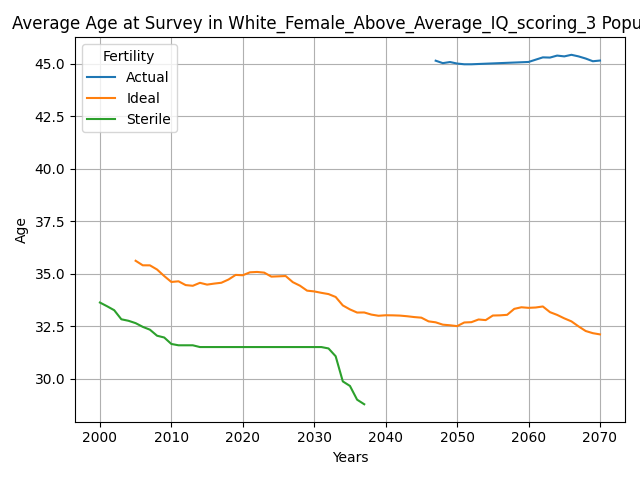 Average Age at Survey in White_Female_Above_Average_IQ_scoring_3 Popu
Fertility
Actual
Ideal
Sterile
45.0
42.5
40.0
37.5
35.0
32.5
30.0
Age
2000 2010 2020 2030 2040 2050 2060 2070
Years